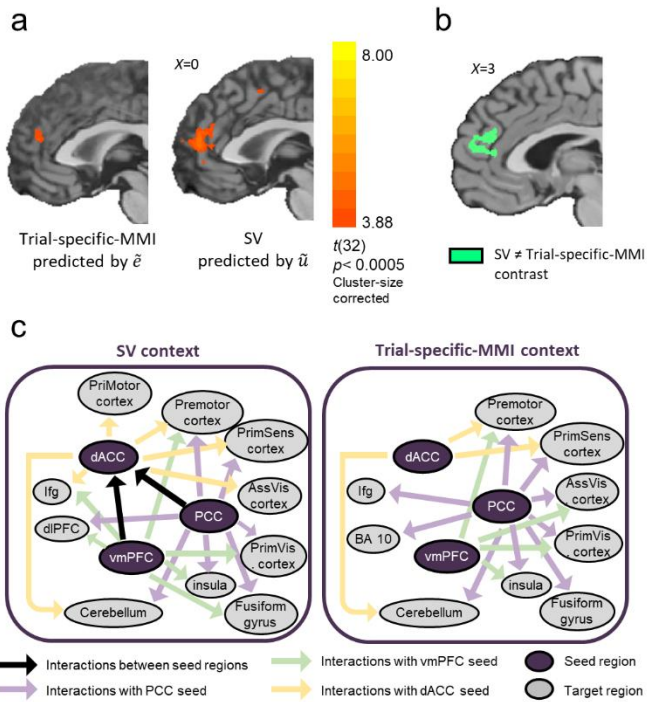 a
b
X=0
X=3
8.00
3.88
Trial-specific-MMI
predicted by ẽ
SV
predicted by ũ
t(32)
p< 0.0005
Cluster-size
corrected
SV ≠ Trial-specific-MMI
contrast
c
SV context
PriMotor
cortex
Premotor
cortex
PrimSens
cortex
dACC
AssVis
cortex
Ifg
PCC
dlPFC
vmPFC
PrimVis
. cortex
insula
Cerebellum
Fusiform
gyrus
Trial-specific-MMI context
Premotor
cortex
PrimSens
cortex
dACC
AssVis
cortex
Ifg
PCC
BA 10
vmPFC
PrimVis
cortex
insula
Cerebellum
Fusiform
gyrus
Interactions between seed regions
Interactions with vmPFC seed
Seed region
Interactions with PCC seed
Interactions with dACC seed
Target region